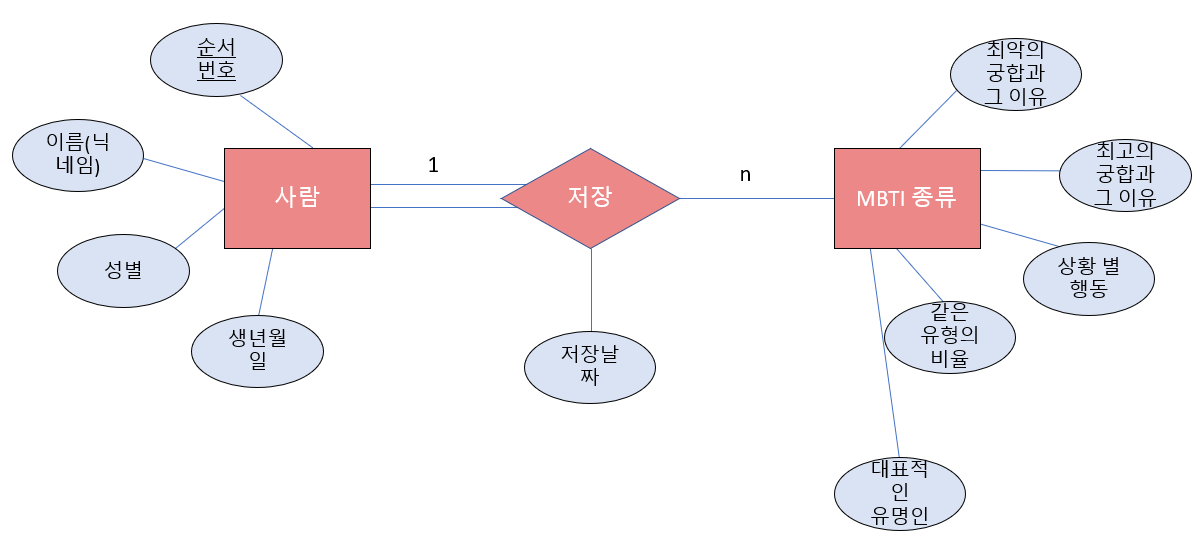 순서
번호
이름(닉
네임)
성별
생년월
일
사람
1
저장
저장날
짜
n
MBTI 종류
최악의
궁합과
그 이유
최고의
궁합과
그 이유
상황 별
행동
같은
유형의
비율
대표적
인
유명인